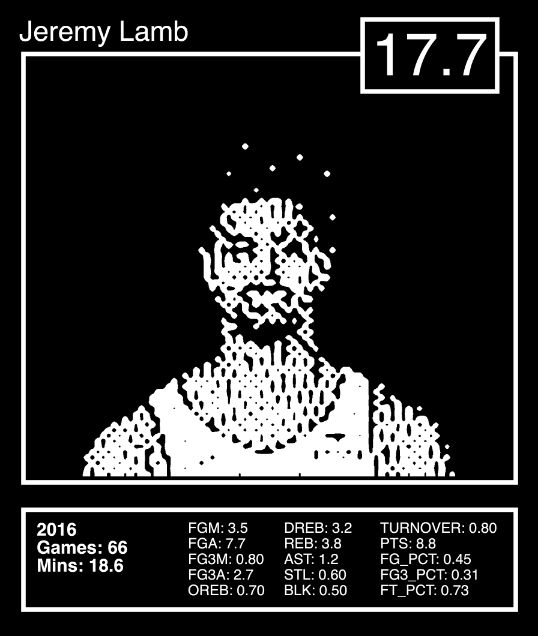 Jeremy Lamb
17.7
2016
Games: 66
Mins: 18.6
FGM: 3.5
FGA: 7.7
FG3M: 0.80
FG3A: 2.7
OREB: 0.70
DREB: 3.2
REB: 3.8
AST: 1.2
STL: 0.60
BLK: 0.50
TURNOVER: 0.80
PTS: 8.8
FG_PCT: 0.45
FG3_PCT: 0.31
FT_PCT: 0.73